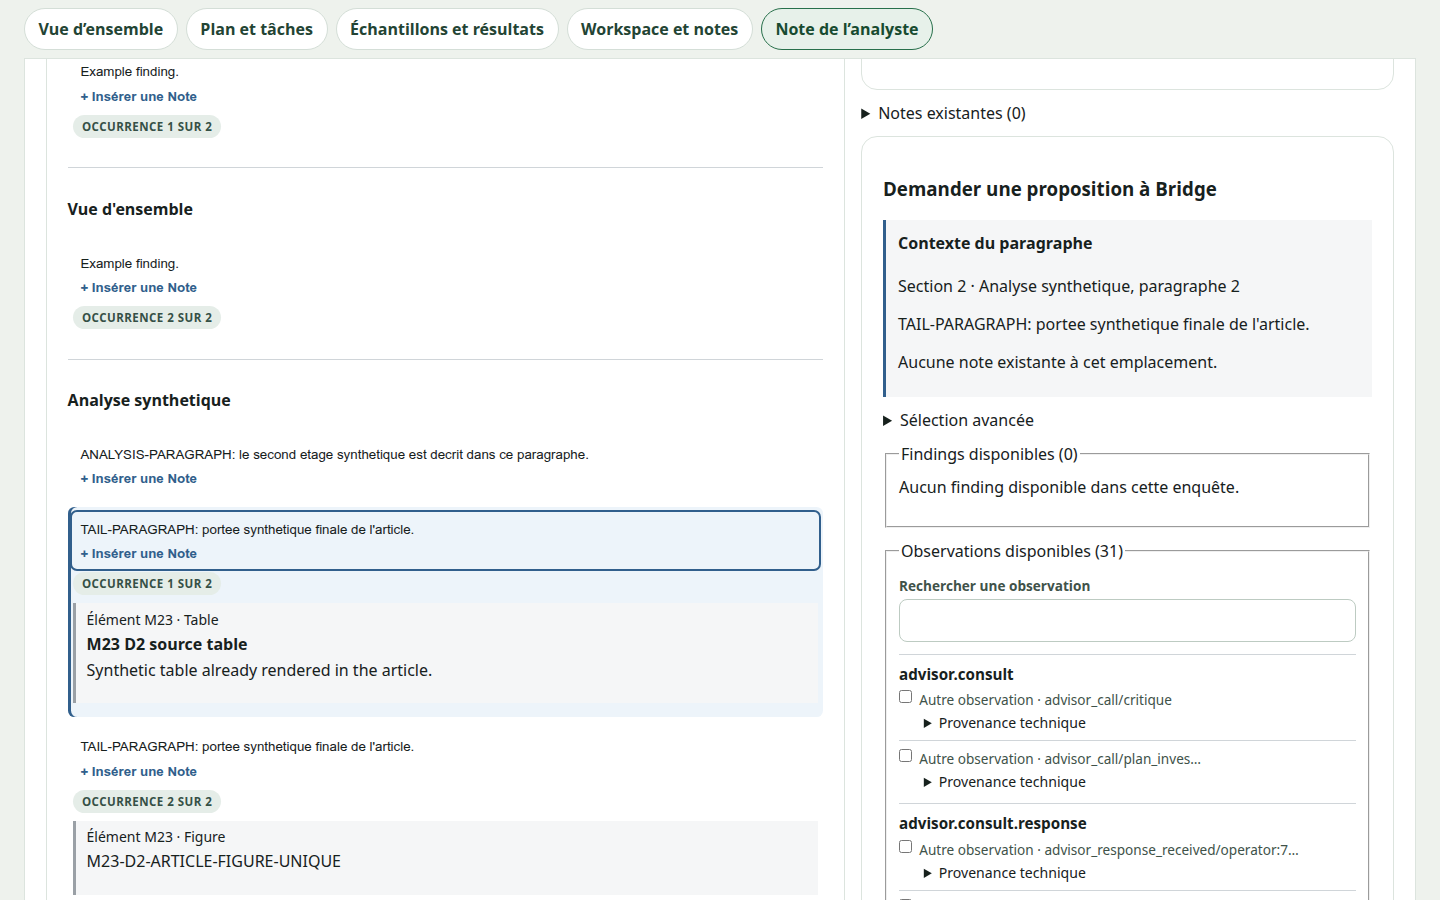 Vue d’ensemble
Plan et tâches
Échantillons et résultats
Workspace et notes
Note de l’analyste
Example finding.
+ Insérer une Note
OCCURRENCE 1 SUR 2
Vue d'ensemble
Example finding.
+ Insérer une Note
OCCURRENCE 2 SUR 2
Analyse synthetique
ANALYSIS-PARAGRAPH: le second etage synthetique est decrit dans ce paragraphe.
+ Insérer une Note
TAIL-PARAGRAPH: portee synthetique finale de l'article.
+ Insérer une Note
OCCURRENCE 1 SUR 2
Élément M23 · Table
M23 D2 source table
Synthetic table already rendered in the article.
TAIL-PARAGRAPH: portee synthetique finale de l'article.
+ Insérer une Note
OCCURRENCE 2 SUR 2
Élément M23 · Figure
M23-D2-ARTICLE-FIGURE-UNIQUE
Notes existantes (0)
Demander une proposition à Bridge
Contexte du paragraphe
Section 2 · Analyse synthetique, paragraphe 2
TAIL-PARAGRAPH: portee synthetique finale de l'article.
Aucune note existante à cet emplacement.
Sélection avancée
Findings disponibles (0)
Aucun finding disponible dans cette enquête.
Observations disponibles (31)
Rechercher une observation
advisor.consult
Autre observation · advisor_call/critique
Provenance technique
Autre observation · advisor_call/plan_inves…
Provenance technique
advisor.consult.response
Autre observation · advisor_response_received/operator:7…
Provenance technique